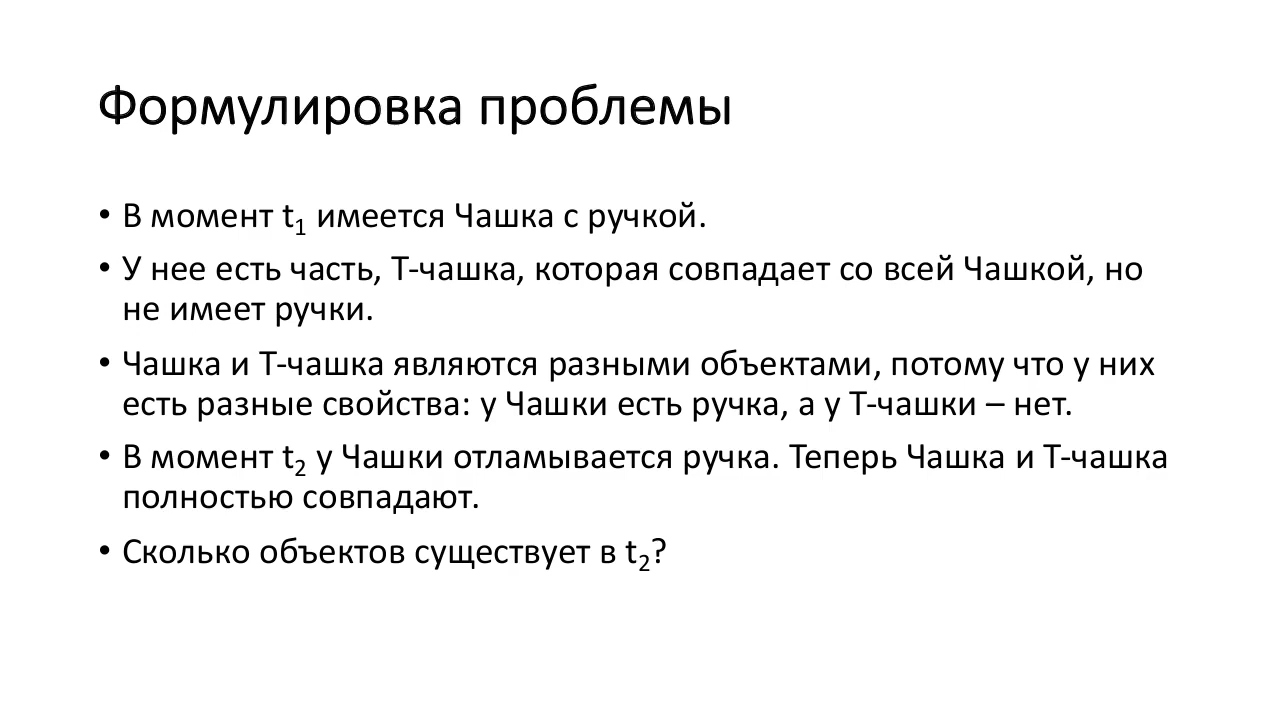 Формулировка проблемы
• В момент t₁ имеется Чашка с ручкой.
• У нее есть часть, Т-чашка, которая совпадает со всей Чашкой, но
не имеет ручки.
• Чашка и Т-чашка являются разными объектами, потому что у них
есть разные свойства: у Чашки есть ручка, а у Т-чашки – нет.
• В момент t₂ у Чашки отламывается ручка. Теперь Чашка и Т-чашка
полностью совпадают.
• Сколько объектов существует в t₂?